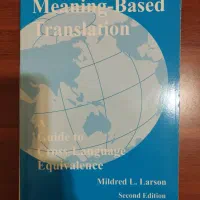 Meaning-Based
Translation
A
Guide to
Cross-Language
Equivalence
Mildred L. Larson
Second Edition